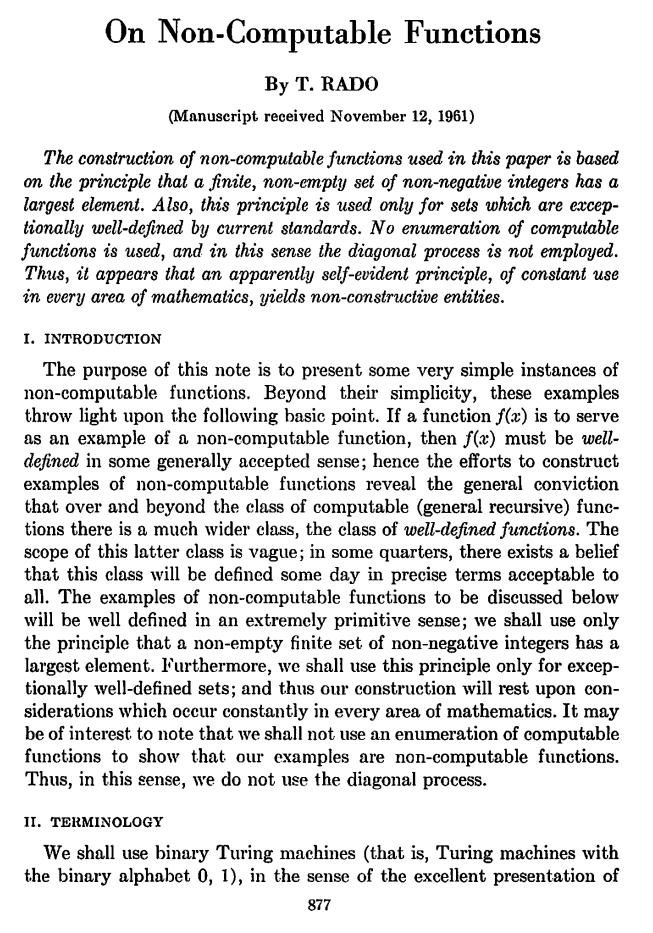 On Non-Computable Functions
By T. RADO
(Manuscript received November 12, 1961)
The construction of non-computable functions used in this paper is based
on the principle that a finite, non-empty set of non-negative integers has a
largest element. Also, this principle is used only for sets which are excep-
tionally well-defined by current standards. No enumeration of computable
functions is used, and in this sense the diagonal process is not employed.
Thus, it appears that an apparently self-evident principle, of constant use
in every area of mathematics, yields non-constructive entities.
I. INTRODUCTION
The purpose of this note is to present some very simple instances of
non-computable functions. Beyond their simplicity, these examples
throw light upon the following basic point. If a function f(x) is to serve
as an example of a non-computable function, then f(x) must be well-
defined in some generally accepted sense; hence the efforts to construct
examples of non-computable functions reveal the general conviction
that over and beyond the class of computable (general recursive) func-
tions there is a much wider class, the class of well-defined functions. The
scope of this latter class is vague; in some quarters, there exists a belief
that this class will be defined some day in precise terms acceptable to
all. The examples of non-computable functions to be discussed below
will be well defined in an extremely primitive sense; we shall use only
the principle that a non-empty finite set of non-negative integers has a
largest element. Furthermore, we shall use this principle only for excep-
tionally well-defined sets; and thus our construction will rest upon con-
siderations which occur constantly in every area of mathematics. It may
be of interest to note that we shall not use an enumeration of computable
functions to show that our examples are non-computable functions.
Thus, in this sense, we do not use the diagonal process.
II. TERMINOLOGY
We shall use binary Turing machines (that is, Turing machines with
the binary alphabet 0, 1), in the sense of the excellent presentation of
877